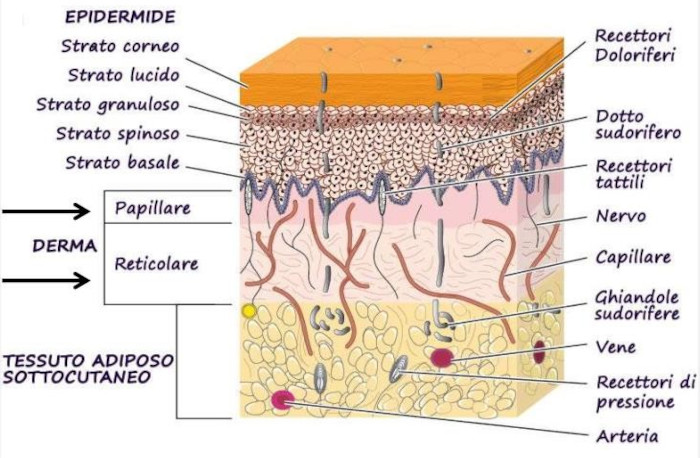 EPIDERMIDE
Strato corneo
Strato lucido
Strato granuloso
Strato spinoso
Strato basale
Papillare
DERMA
Reticolare
TESSUTO ADIPOSO
SOTTOCUTANEO
Recettori
Doloriferi
Dotto
sudorifero
Recettori
tattili
Nervo
Capillare
Ghiandole
sudorifere
Vene
Recettori di
pressione
Arteria